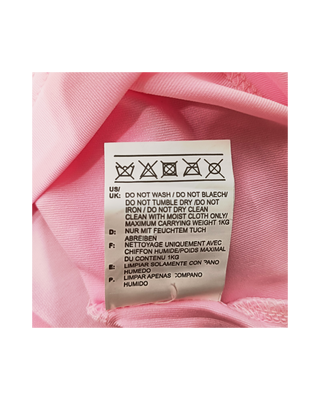 US/
UK: DO NOT WASH / DO NOT BLAECH/
DO NOT TUMBLE DRY /DO NOT
IRON / DO NOT DRY CLEAN
CLEAN WITH MOIST CLOTH ONLY/
MAXIMUM CARRYING WEIGHT 1KG
D: NUR MIT FEUCHTEM TUCH
ABREIBEN
F: NETTOYAGE UNIQUEMENT AVEC
CHIFFON HUMIDE/POIDS MAXIMAL
DU CONTENU 1KG
E: LIMPIAR SOLAMENTE CON PANO
HUMEDO
P. LIMPAR APENAS COMPANO
HUMIDO